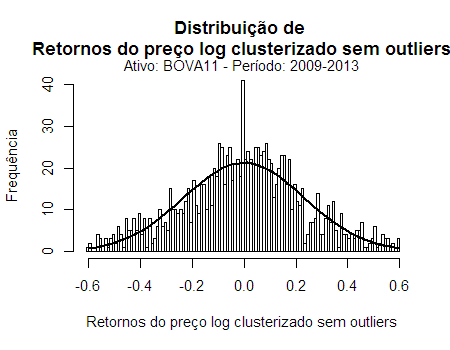 Distribuição de
Retornos do preço log clusterizado sem outliers
Ativo: BOVA11 - Período: 2009-2013
Frequência
40
30
20
10
0
-0.6 -0.4 -0.2 0.0 0.2 0.4 0.6
Retornos do preço log clusterizado sem outliers